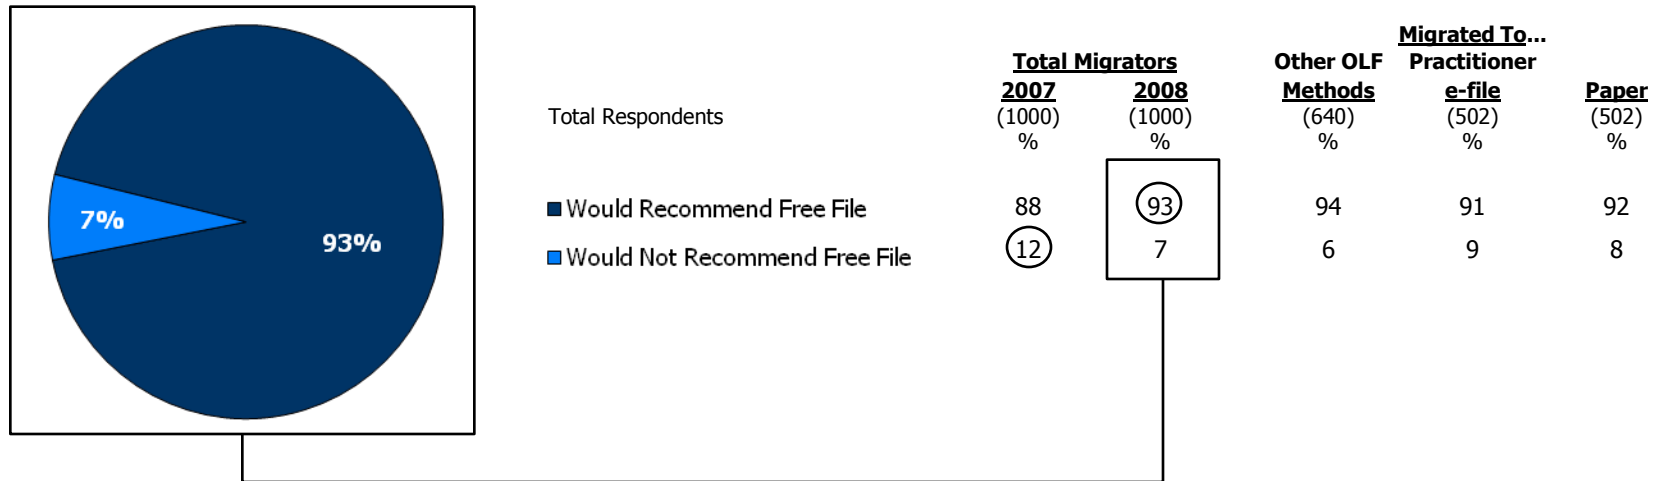 Migrated To...
Total Migrators Other OLF Practitioner
2007 2008 Methods e-file Paper
Total Respondents (1000) (1000) (640) (502) (502)
% % % % %
Would Recommend Free File 88 93 94 91 92
Would Not Recommend Free File 12 7 6 9 8
7%
93%